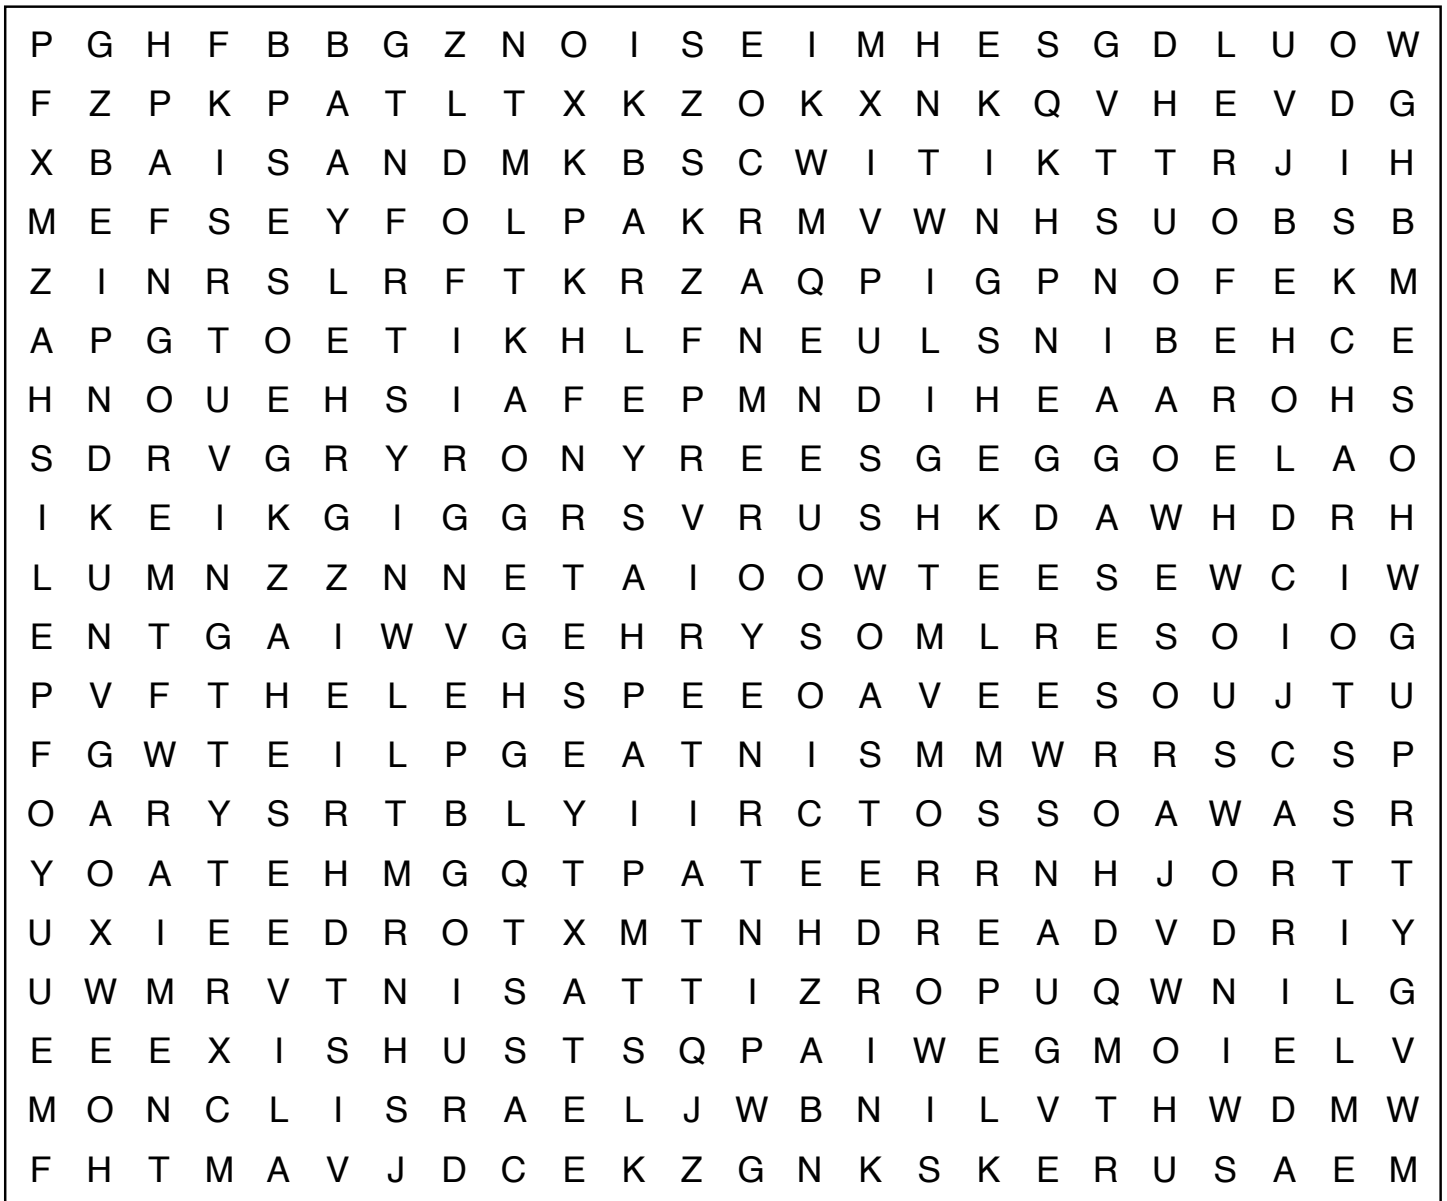 P G H F B B G Z N O I S E I M H E S G D L U O W
F Z P K P A T L T X K Z O K X N K Q V H E V D G
X B A I S A N D M K B S C W I T I K T T R J I H
M E F S E Y F O L P A K R M V W N H S U O B S B
Z I N R S L R F T K R Z A Q P I G P N O F E K M
A P G T O E T I K H L F N E U L S N I B E H C E
H N O U E H S I A F E P M N D I H E A A R O H S
S D R V G R Y R O N Y R E E S G E G G O E L A O
I K E I K G I G G R S V R U S H K D A W H D R H
L U M N Z Z N N E T A I O O W T E E S E W C I W
E N T G A I W V G E H R Y S O M L R E S O I O G
P V F T H E L E H S P E E O A V E E S O U J T U
F G W T E I L P G E A T N I S M M W R R S C S P
O A R Y S R T B L Y I I R C T O S S O A W A S R
Y O A T E H M G Q T P A T E E R R N H J O R T T
U X I E E D R O T X M T N H D R E A D V D R I Y
U W M R V T N I S A T T I Z R O P U Q W N I L G
E E E X I S H U S T S Q P A I W E G M O I E L V
M O N C L I S R A E L J W B N I L V T H W D M W
F H T M A V J D C E K Z G N K S K E R U S A E M